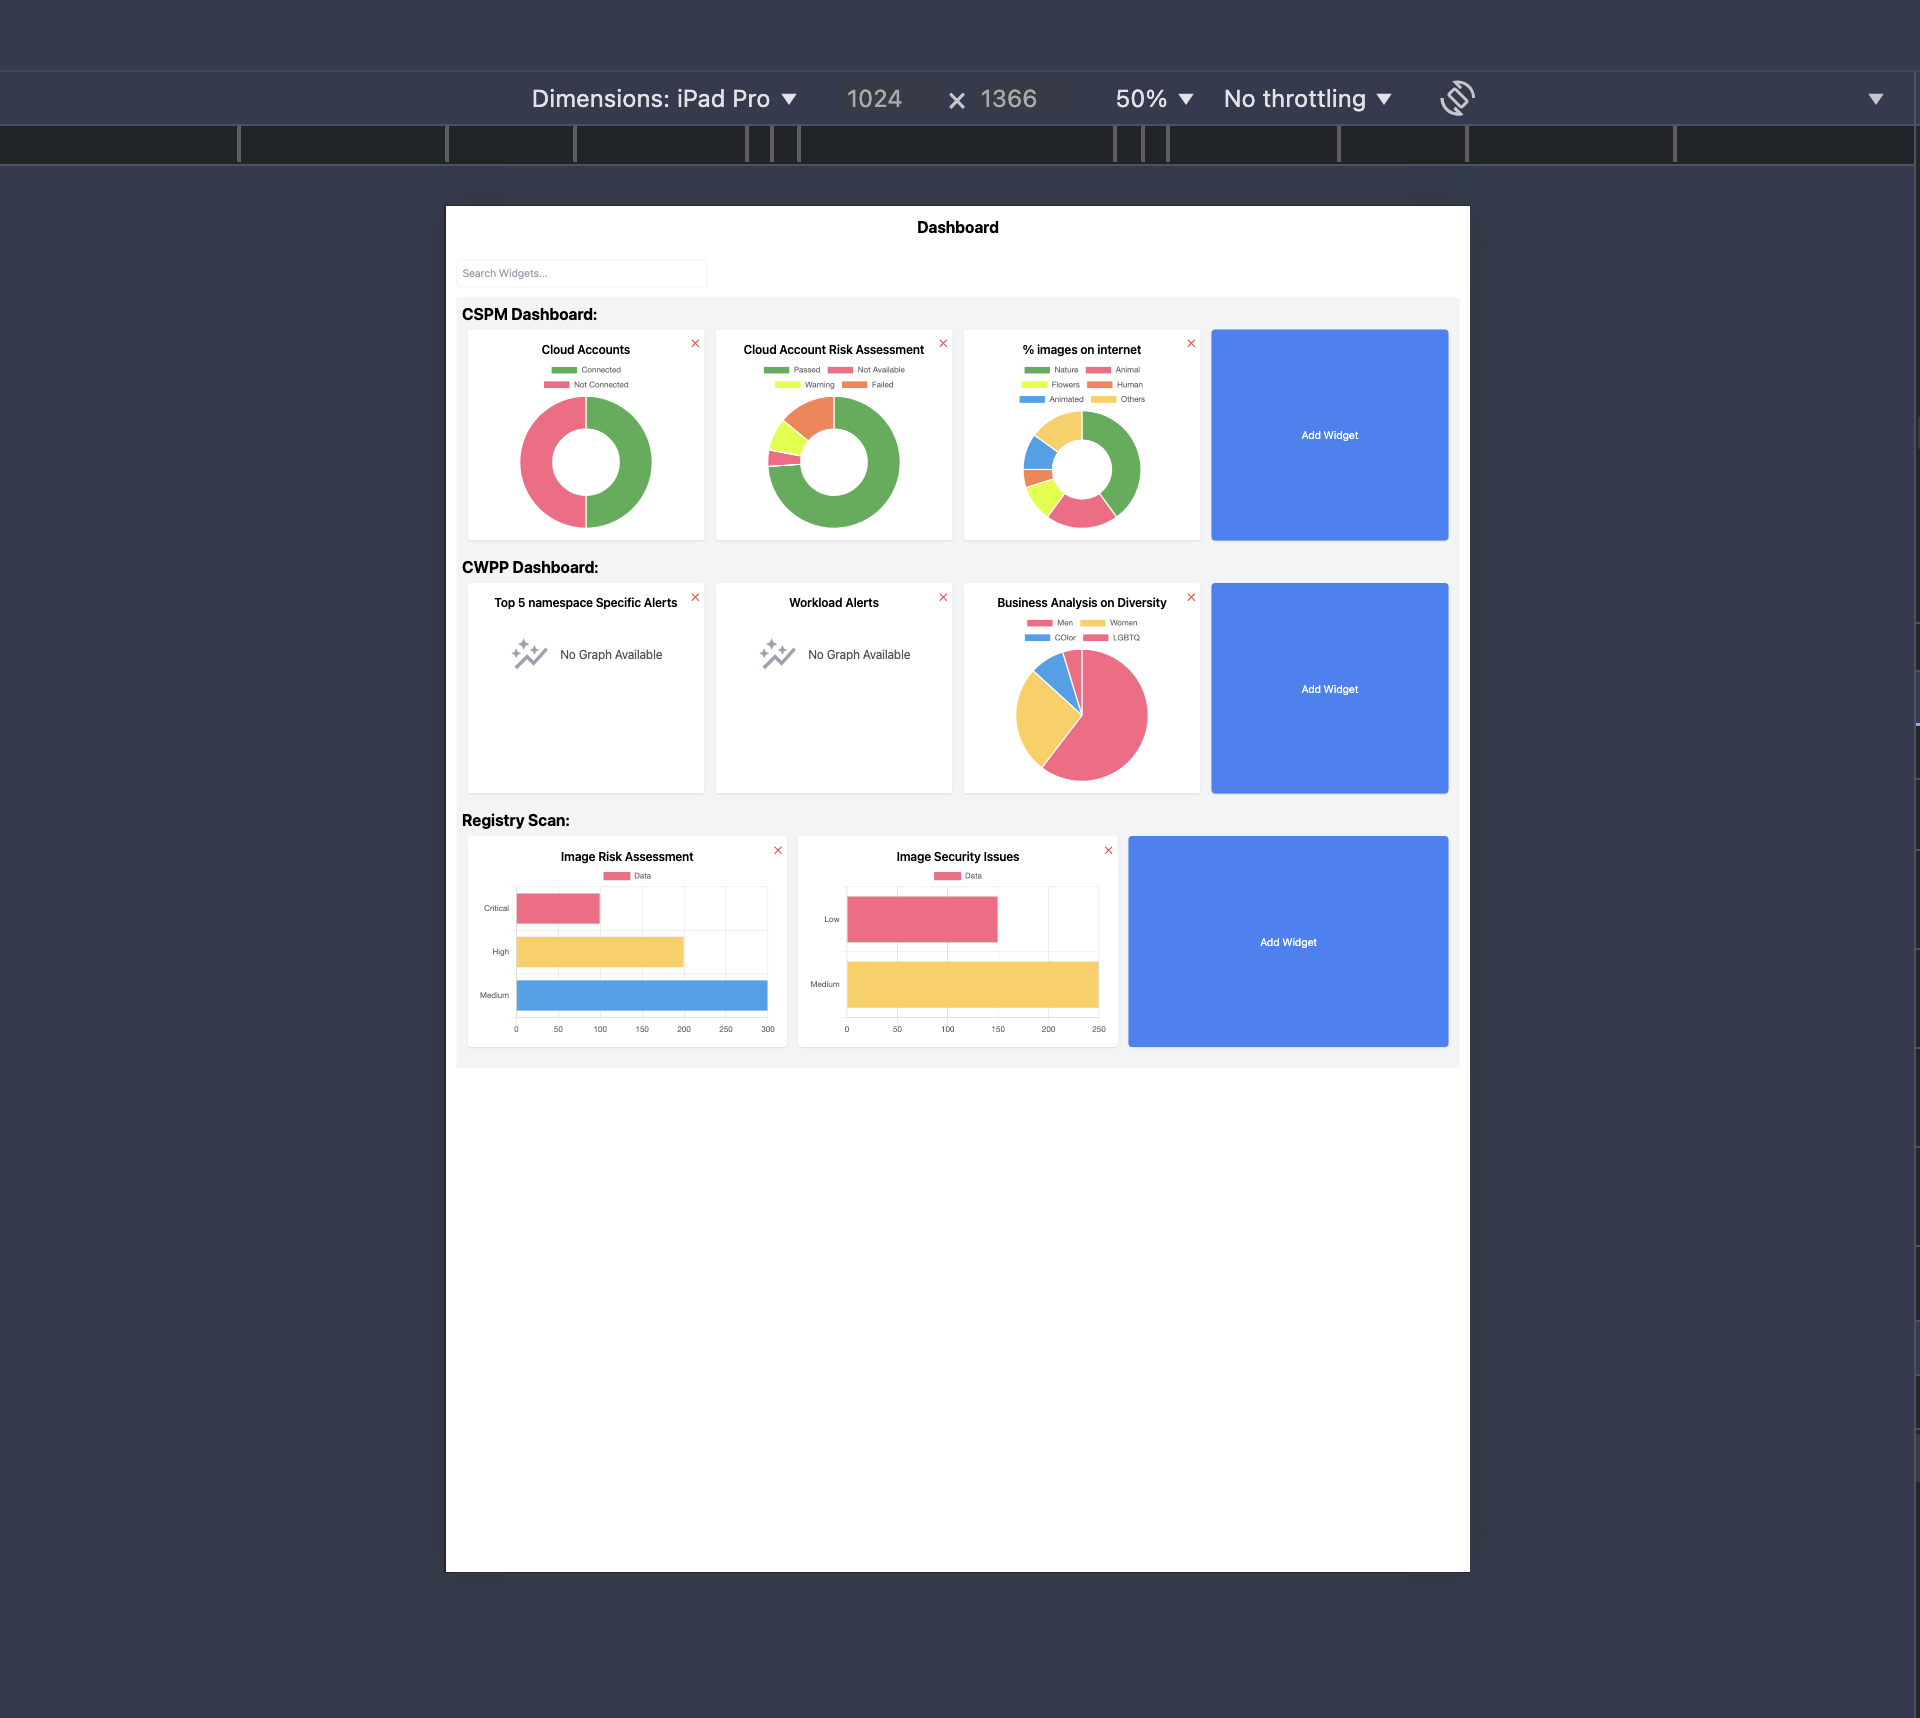 Dimensions: iPad Pro 1024 × 1366 50% No throttling
Dashboard
Search Widgets...
CSPM Dashboard:
Cloud Accounts
Connected
Not Connected
Cloud Account Risk Assessment
Passed Not Available
Warning Failed
% images on internet
Nature Animal
Flowers Human
Animated Others
Add Widget
CWPP Dashboard:
Top 5 namespace Specific Alerts
No Graph Available
Workload Alerts
No Graph Available
Business Analysis on Diversity
Men Women
COlor LGBTQ
Add Widget
Registry Scan:
Image Risk Assessment
Data
Critical
High
Medium
0 50 100 150 200 250 300
Image Security Issues
Data
Low
Medium
0 50 100 150 200 250
Add Widget